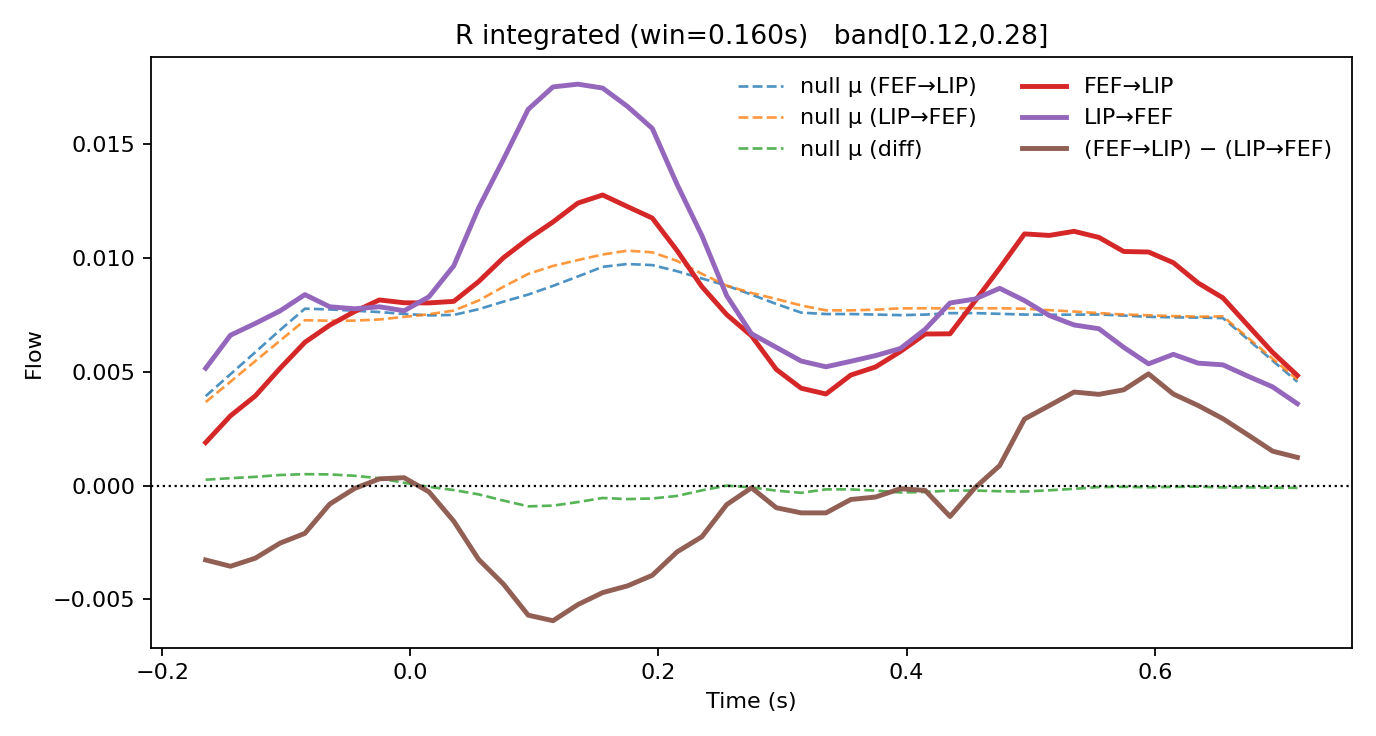 R integrated (win=0.160s) band[0.12,0.28]
null μ (FEF→LIP)
null μ (LIP→FEF)
null μ (diff)
FEF→LIP
LIP→FEF
(FEF→LIP) − (LIP→FEF)
Flow
0.015
0.010
0.005
0.000
−0.005
−0.2
0.0
0.2
0.4
0.6
Time (s)